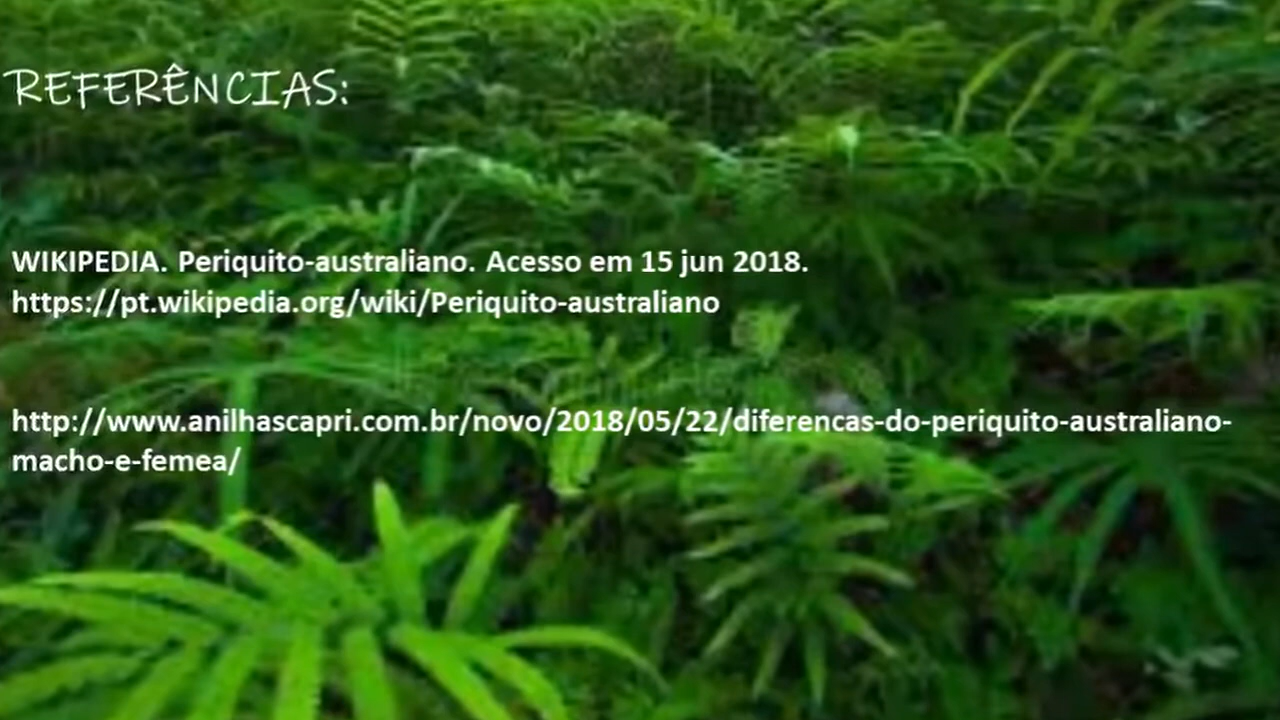 REFERÊNCIAS:
WIKIPEDIA. Periquito-australiano. Acesso em 15 jun 2018.
https://pt.wikipedia.org/wiki/Periquito-australiano
http://www.anilhascapri.com.br/novo/2018/05/22/diferencas-do-periquito-australiano-
macho-e-femea/